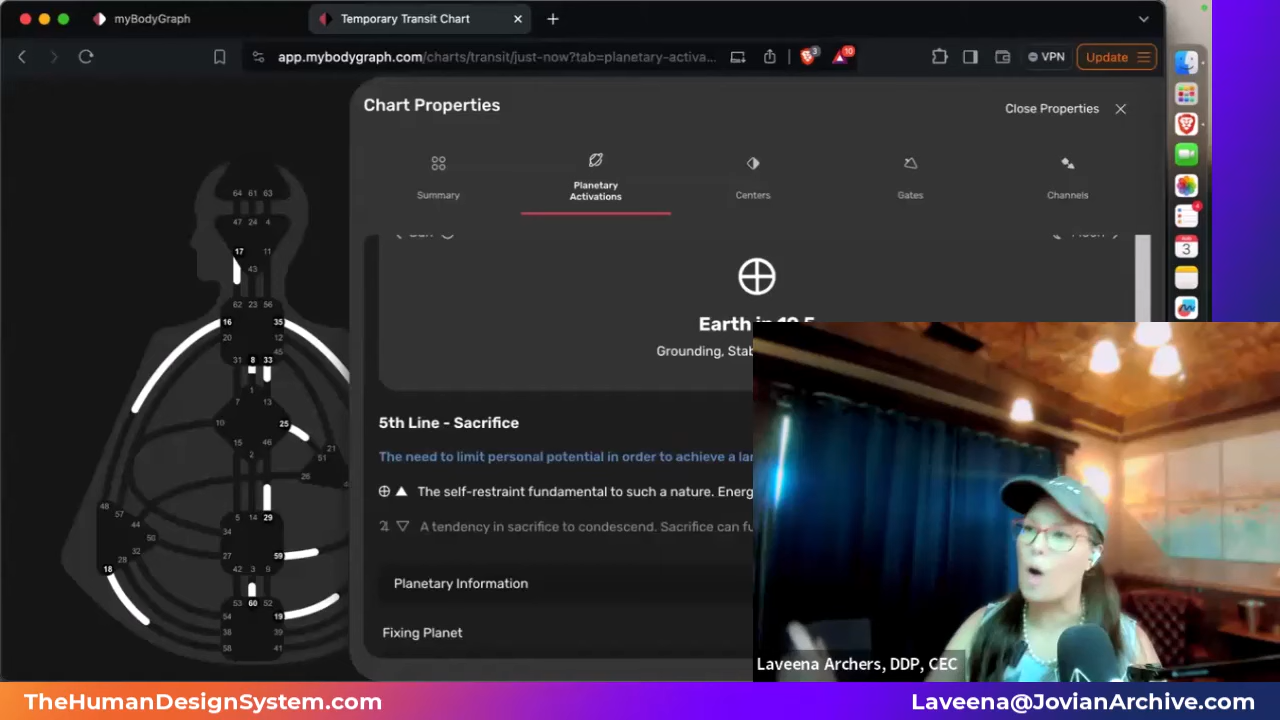 myBodyGraph
Temporary Transit Chart
app.mybodygraph.com/charts/transit/just-now?tab=planetary-activa...
3
10
VPN
Update
Chart Properties
Close Properties
Summary
Planetary
Activations
Centers
Gates
Channels
64 61 63
47 24 4
17 11
43
62 23 56
16 35
20 12
45
31 8 33
1
7 13
10 25
15 46
2
21
51
26
48
57
44
50
32
28
18
5 14 29
34
27 59
42 3 9
53 60 52
54 19
38 39
58 41
Earth in
Grounding,
5th Line - Sacrifice
The need to limit personal potential in order to achieve a
The self-restraint fundamental to such a nature.
A tendency in sacrifice to condescend. Sacrifice can
Planetary Information
Fixing Planet
4
3
Laveena Archers, DDP, CEC
TheHumanDesignSystem.com
Laveena@JovianArchive.com